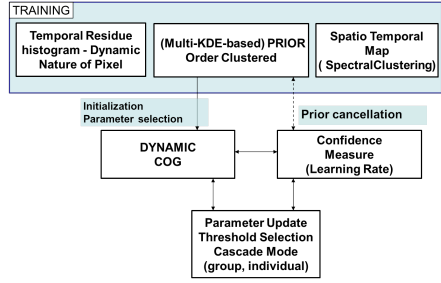 TRAINING
Temporal Residue
histogram - Dynamic
Nature of Pixel
(Multi-KDE-based) PRIOR
Order Clustered
Spatio Temporal
Map
( SpectralClustering)
Initialization
Parameter selection
Prior cancellation
DYNAMIC
COG
Confidence
Measure
(Learning Rate)
Parameter Update
Threshold Selection
Cascade Mode
(group, individual)